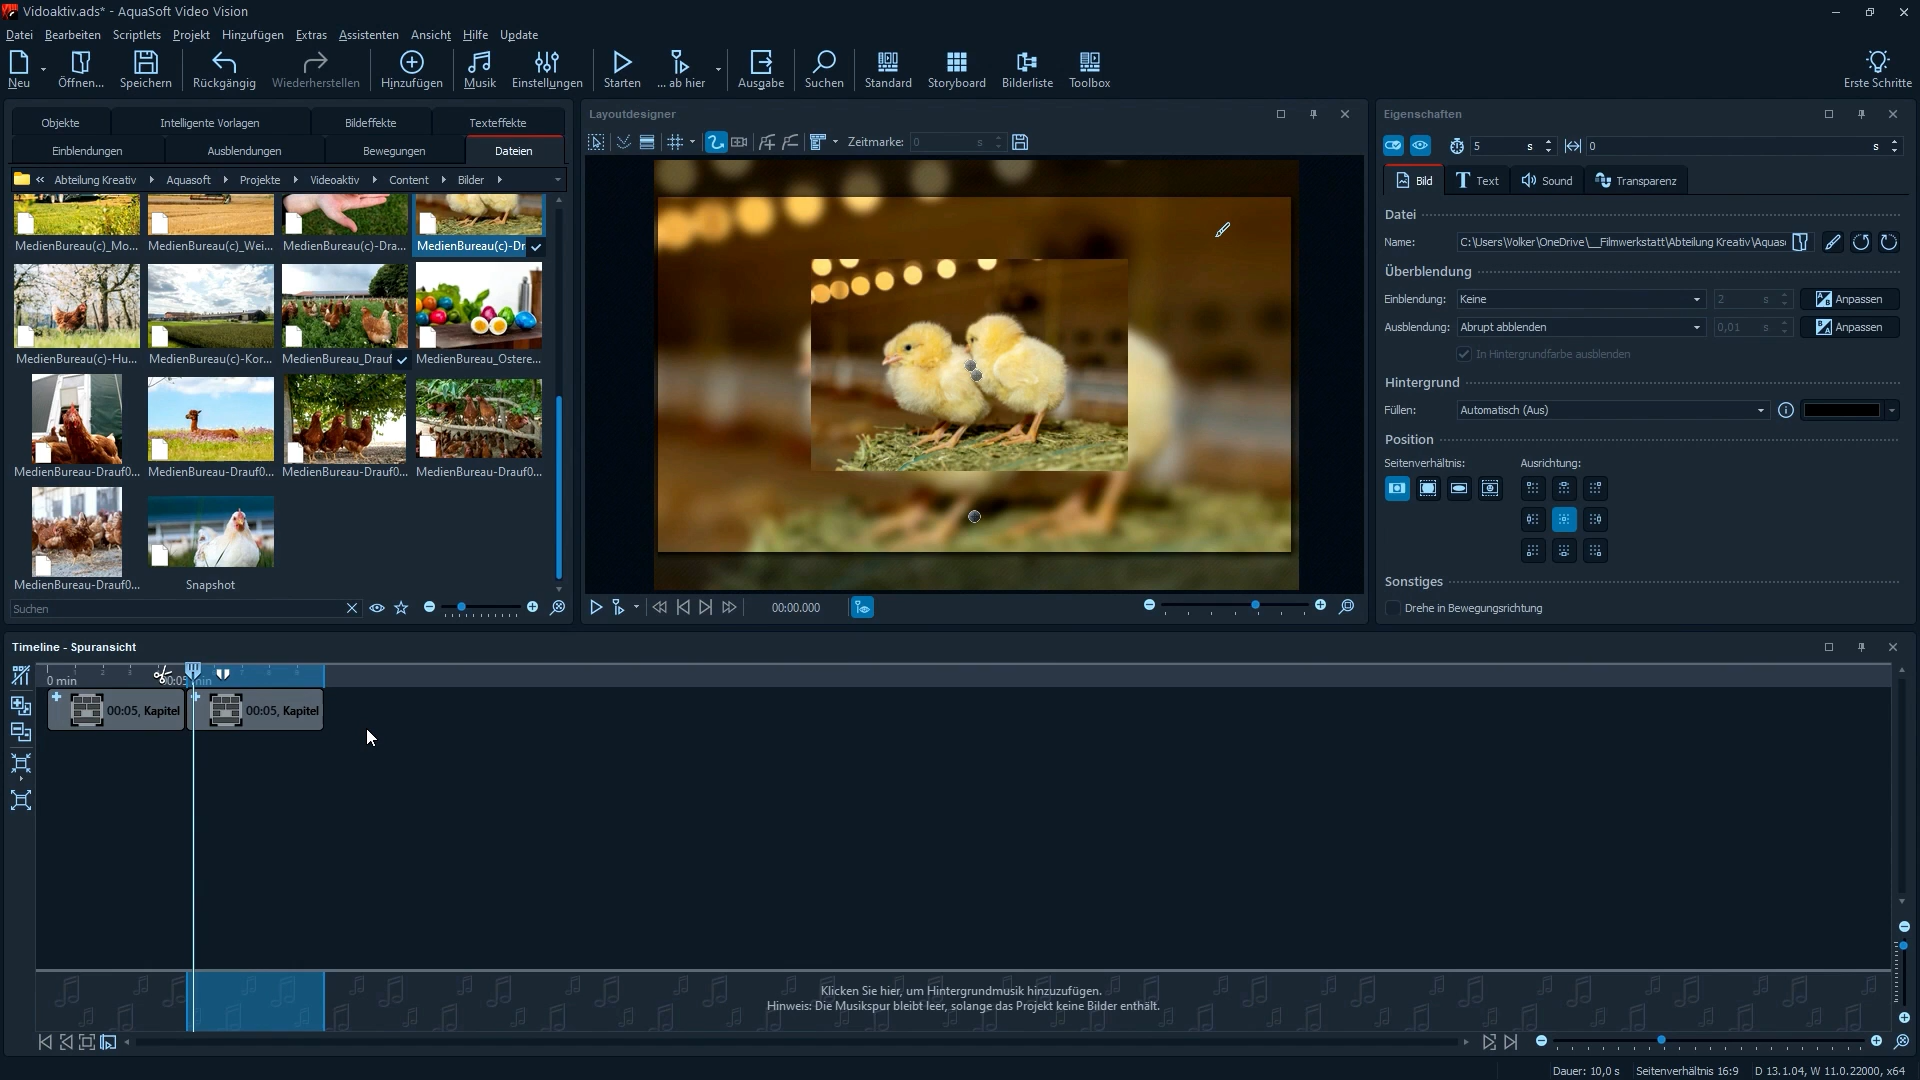 Vidoaktiv.ads* - AquaSoft Video Vision
Datei Bearbeiten Scriptlets Projekt Hinzufügen Extras Assistenten Ansicht Hilfe Update
Neu Öffnen... Speichern Rückgängig Wiederherstellen Hinzufügen Musik Einstellungen Starten ... ab hier Ausgabe Suchen Standard Storyboard Bilderliste Toolbox Erste Schritte
Objekte Intelligente Vorlagen Bildeffekte Texteffekte
Einblendungen Ausblendungen Bewegungen Dateien
« Abteilung Kreativ Aquasoft Projekte Videoaktiv Content Bilder
MedienBureau(c)_Mo... MedienBureau(c)_Wei... MedienBureau(c)-Dra... MedienBureau(c)-Dr
MedienBureau(c)-Hu... MedienBureau(c)-Kor... MedienBureau_Drauf MedienBureau_Ostere...
MedienBureau-Drauf0... MedienBureau-Drauf0... MedienBureau-Drauf0... MedienBureau-Drauf0...
MedienBureau-Drauf0... Snapshot
Suchen
Layoutdesigner
Zeitmarke: 0 s
00:00.000
Eigenschaften
5 s 0 s
Bild Text Sound Transparenz
Datei
Name: C:\Users\Volker\OneDrive\__Filmwerkstatt\Abteilung Kreativ\Aquas
Überblendung
Einblendung: Keine 2 s Anpassen
Ausblendung: Abrupt abblenden 0,01 s Anpassen
In Hintergrundfarbe ausblenden
Hintergrund
Füllen: Automatisch (Aus)
Position
Seitenverhältnis: Ausrichtung:
Sonstiges
Drehe in Bewegungsrichtung
Timeline - Spuransicht
0 min 00:05 min
00:05, Kapitel 00:05, Kapitel
Klicken Sie hier, um Hintergrundmusik hinzuzufügen.
Hinweis: Die Musikspur bleibt leer, solange das Projekt keine Bilder enthält.
Dauer: 10,0 s Seitenverhältnis 16:9 D 13.1.04, W 11.0.22000, x64